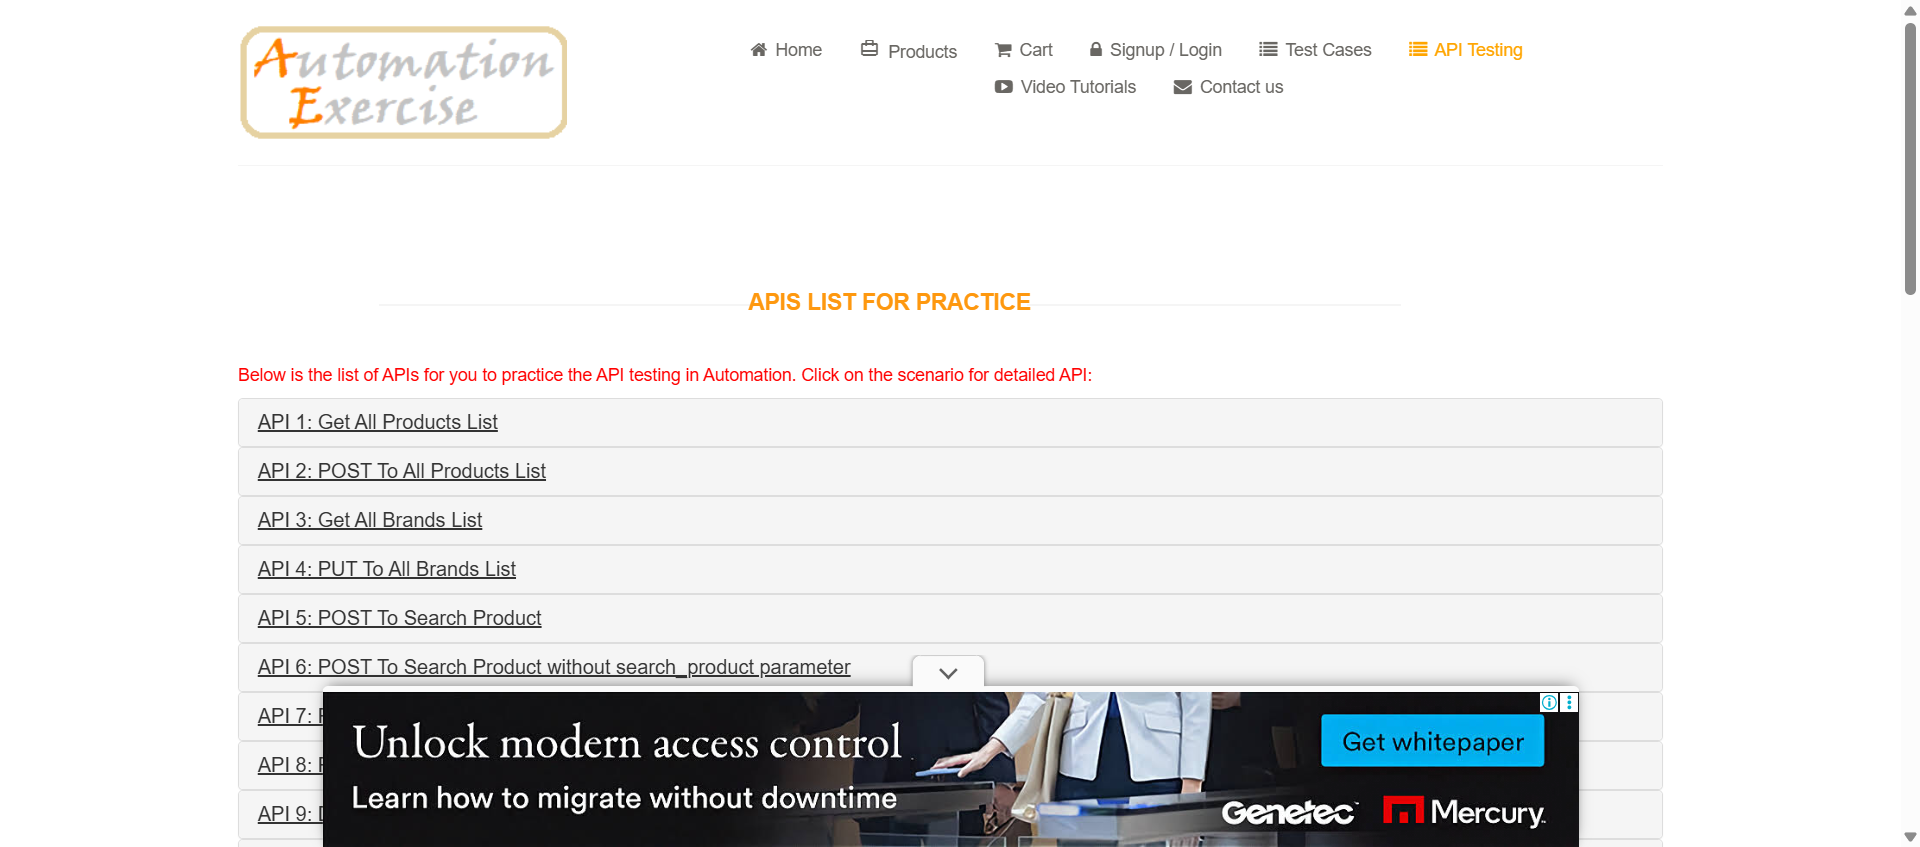 Automation
Exercise
Home
Products
Cart
Signup / Login
Test Cases
API Testing
Video Tutorials
Contact us
APIS LIST FOR PRACTICE
Below is the list of APIs for you to practice the API testing in Automation. Click on the scenario for detailed API:
API 1: Get All Products List
API 2: POST To All Products List
API 3: Get All Brands List
API 4: PUT To All Brands List
API 5: POST To Search Product
API 6: POST To Search Product without search_product parameter
API 7:
API 8:
API 9:
Unlock modern access control
Learn how to migrate without downtime
Get whitepaper
Genetec™
Mercury